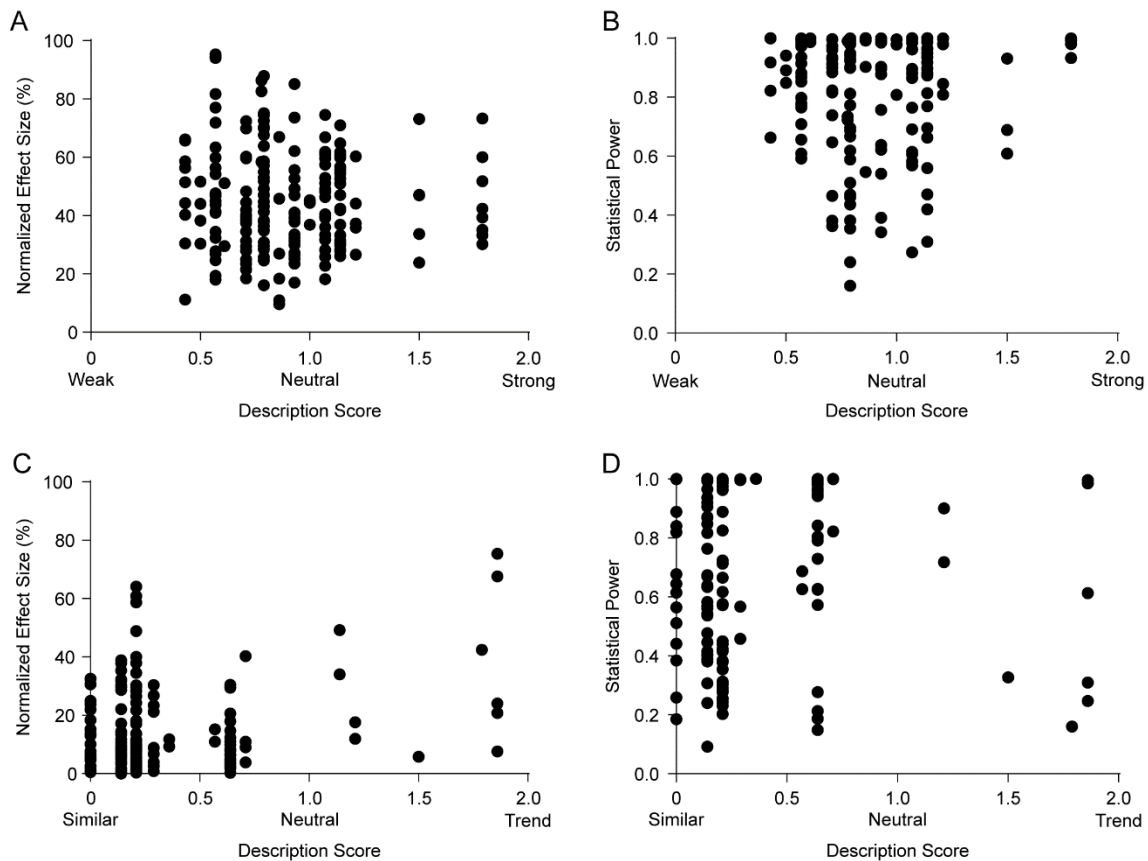 A
100
80
60
40
20
0
Normalized Effect Size (%)
0 0.5 1.0 1.5 2.0
Weak Neutral Strong
Description Score
B
1.0
0.8
0.6
0.4
0.2
0.0
Statistical Power
0 0.5 1.0 1.5 2.0
Weak Neutral Strong
Description Score
C
100
80
60
40
20
0
Normalized Effect Size (%)
0 0.5 1.0 1.5 2.0
Similar Neutral Trend
Description Score
D
1.0
0.8
0.6
0.4
0.2
0.0
Statistical Power
0 0.5 1.0 1.5 2.0
Similar Neutral Trend
Description Score